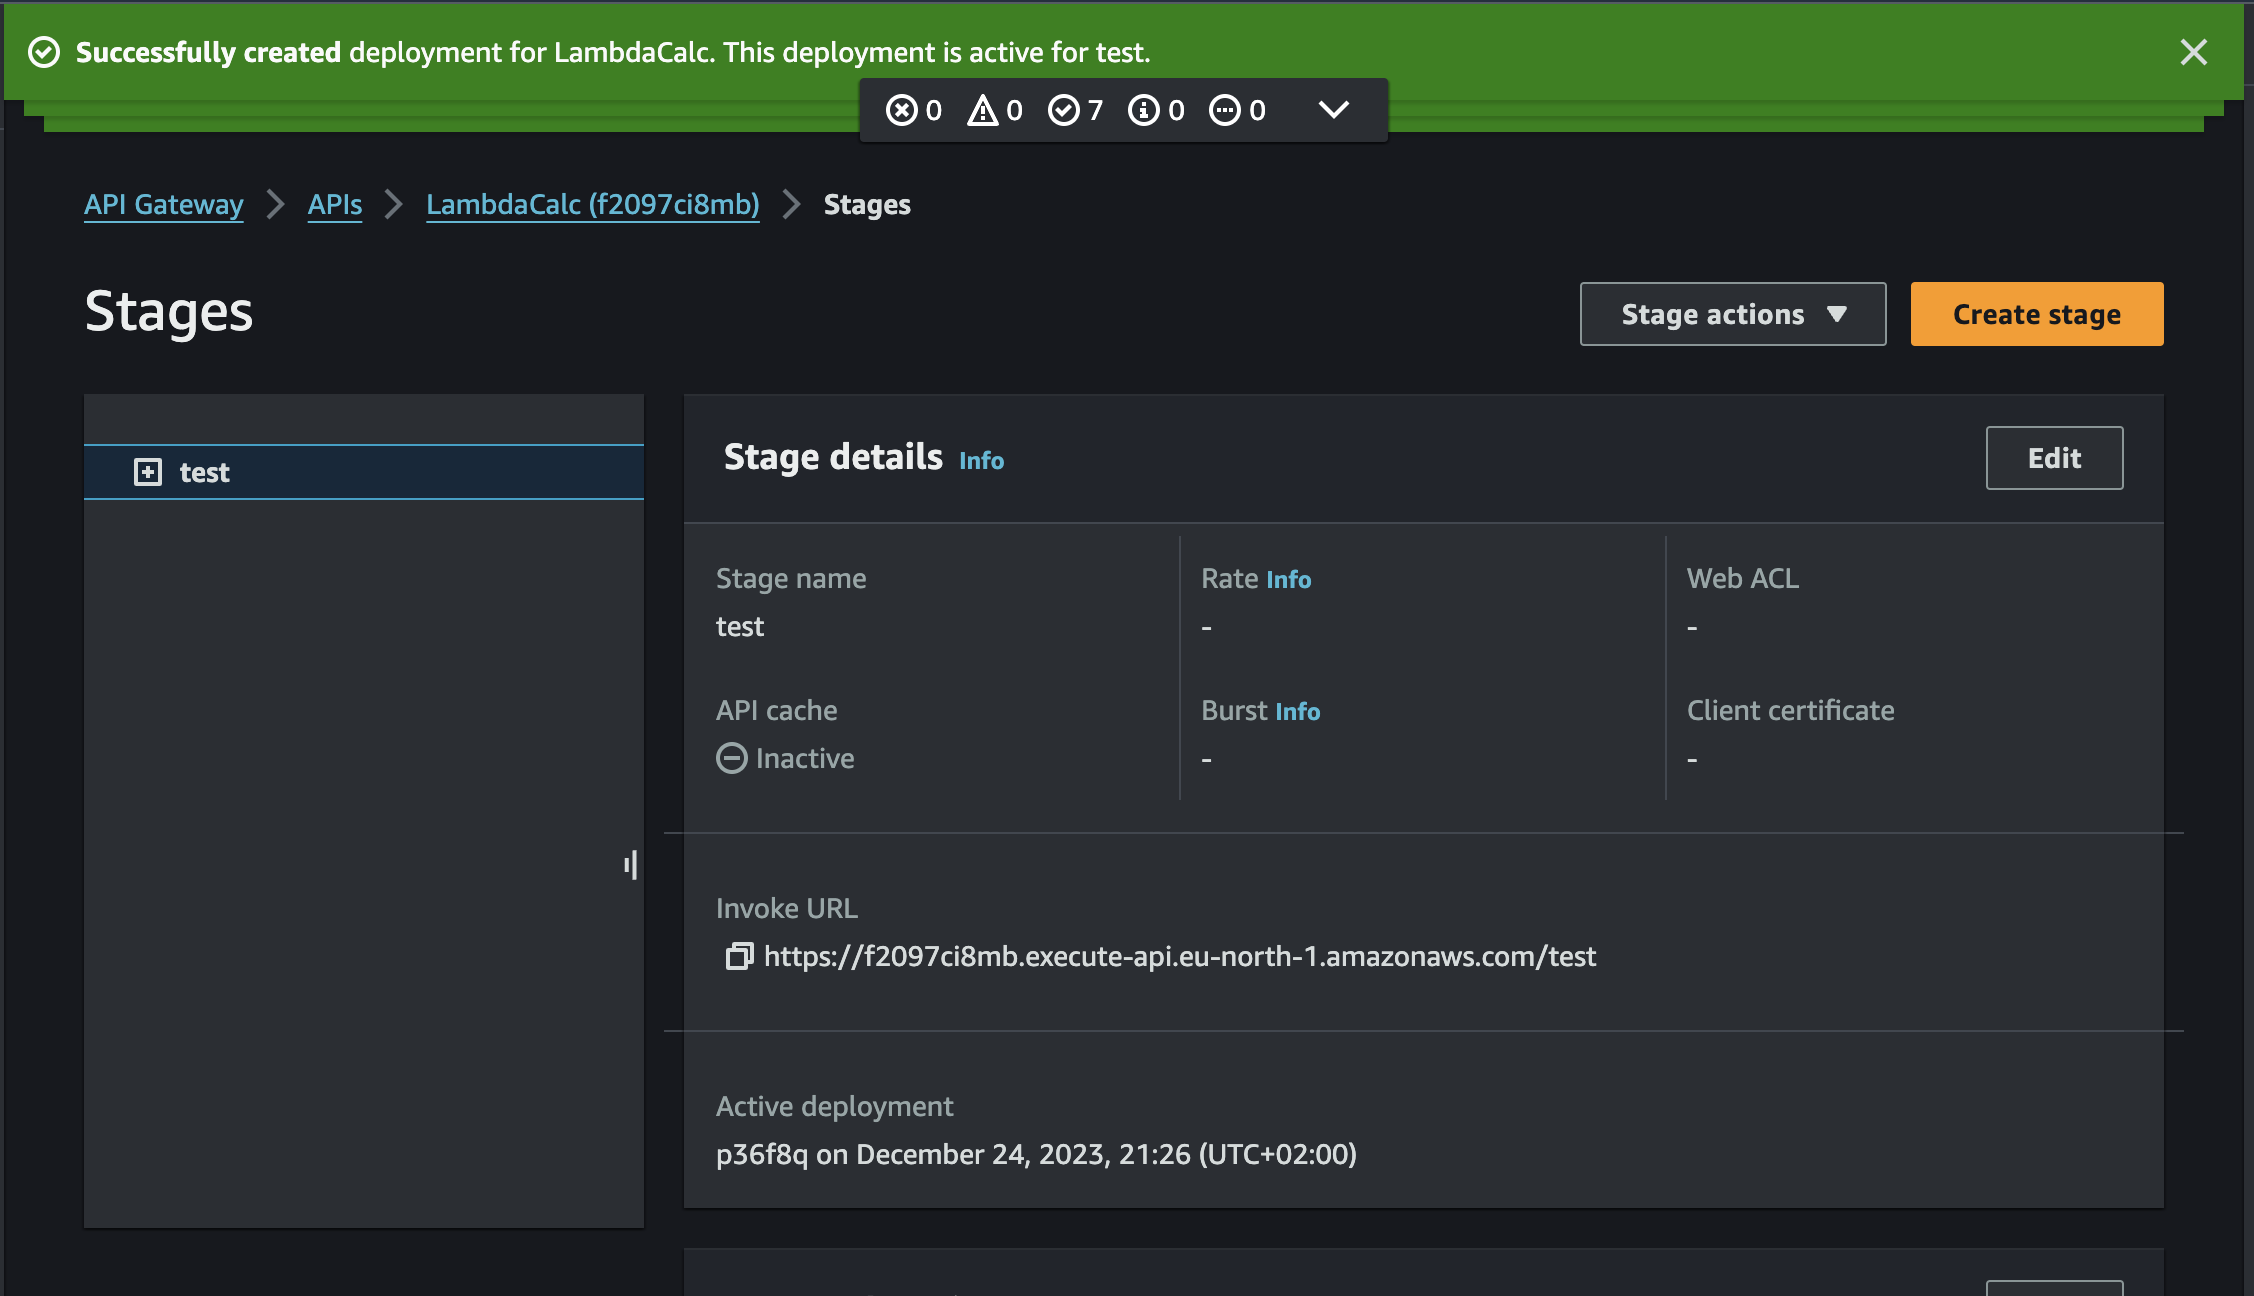 Successfully created deployment for LambdaCalc. This deployment is active for test.
0 0 7 0 0
API Gateway APIs LambdaCalc (f2097ci8mb) Stages
Stages
Stage actions
Create stage
test
Stage details Info
Edit
Stage name
test
Rate Info
-
Web ACL
-
API cache
Inactive
Burst Info
-
Client certificate
-
Invoke URL
https://f2097ci8mb.execute-api.eu-north-1.amazonaws.com/test
Active deployment
p36f8q on December 24, 2023, 21:26 (UTC+02:00)